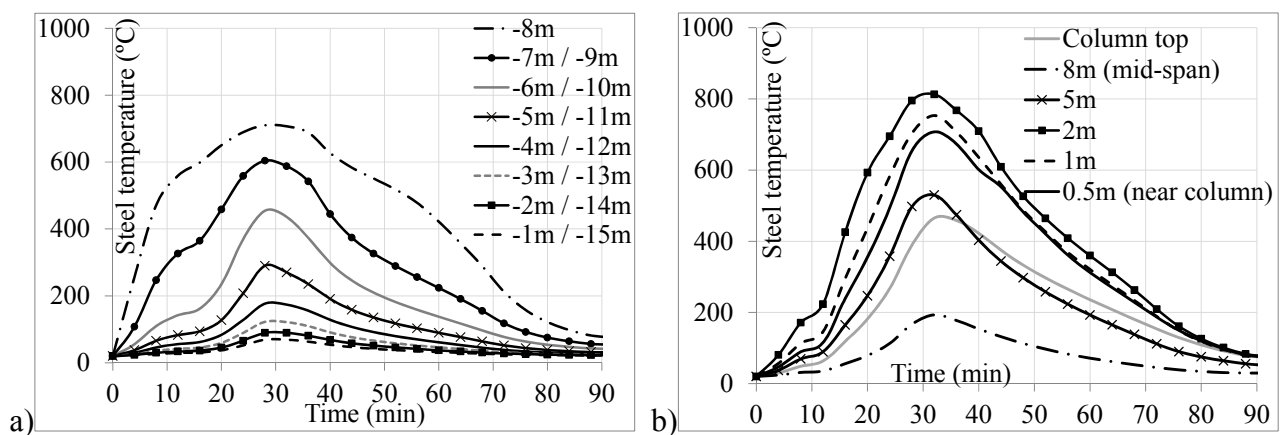 a)
Steel temperature (ºC)
1000
800
600
400
200
0
0 10 20 30 40 50 60 70 80 90
Time (min)
-8m
-7m / -9m
-6m / -10m
-5m / -11m
-4m / -12m
-3m / -13m
-2m / -14m
-1m / -15m
b)
Steel temperature (ºC)
1000
800
600
400
200
0
0 10 20 30 40 50 60 70 80 90
Time (min)
Column top
8m (mid-span)
5m
2m
1m
0.5m (near column)